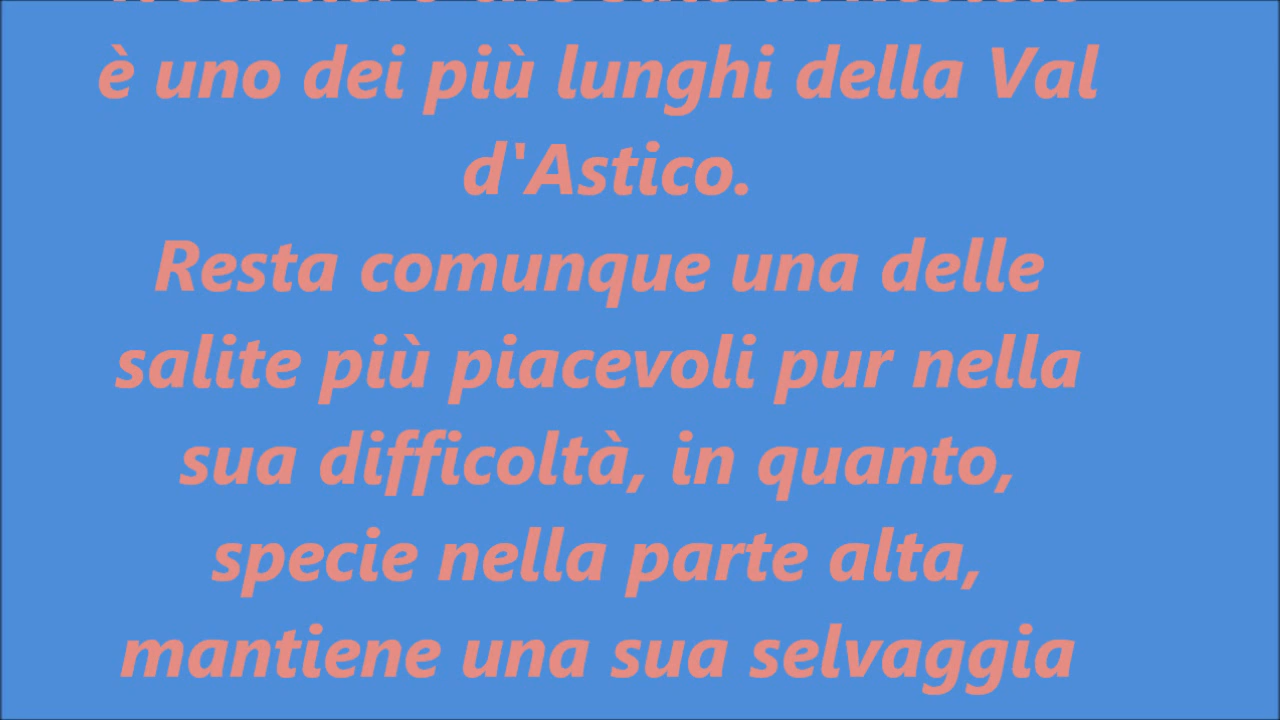 è uno dei più lunghi della Val
d'Astico.
Resta comunque una delle
salite più piacevoli pur nella
sua difficoltà, in quanto,
specie nella parte alta,
mantiene una sua selvaggia